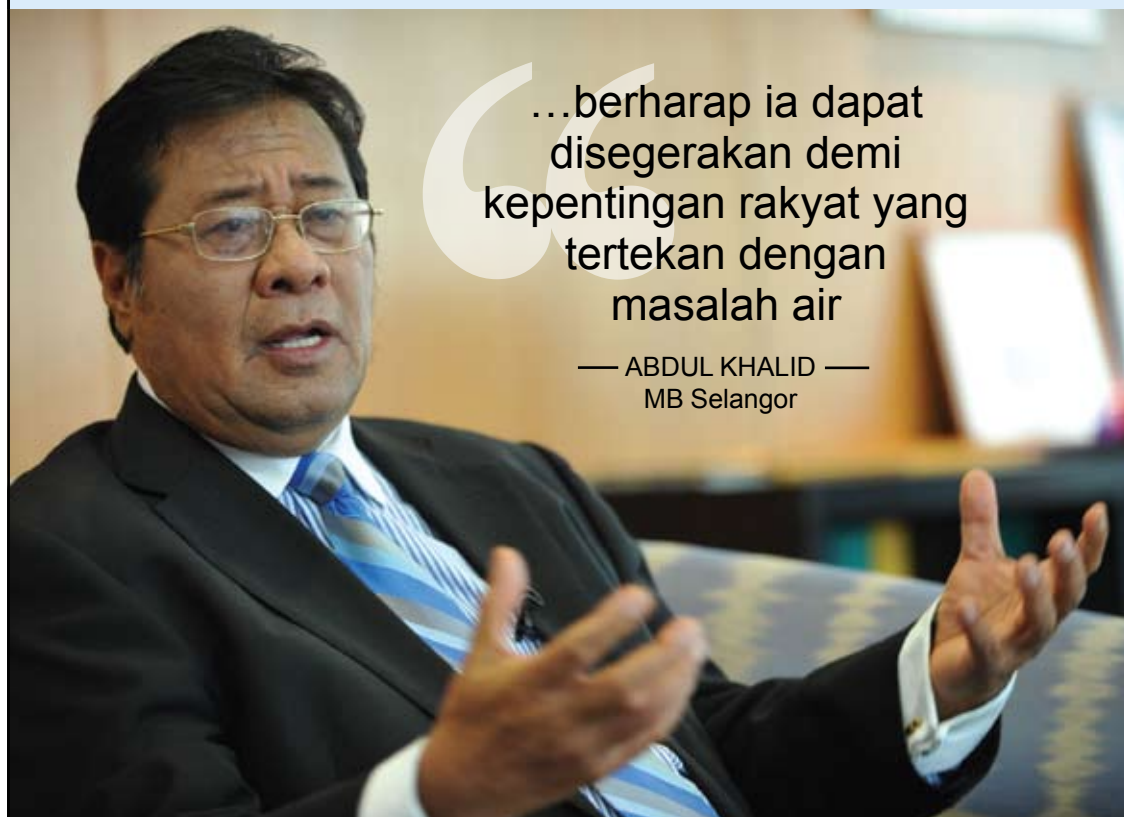 …berharap ia dapat
disegerakan demi
kepentingan rakyat yang
tertekan dengan
masalah air
— ABDUL KHALID —
MB Selangor